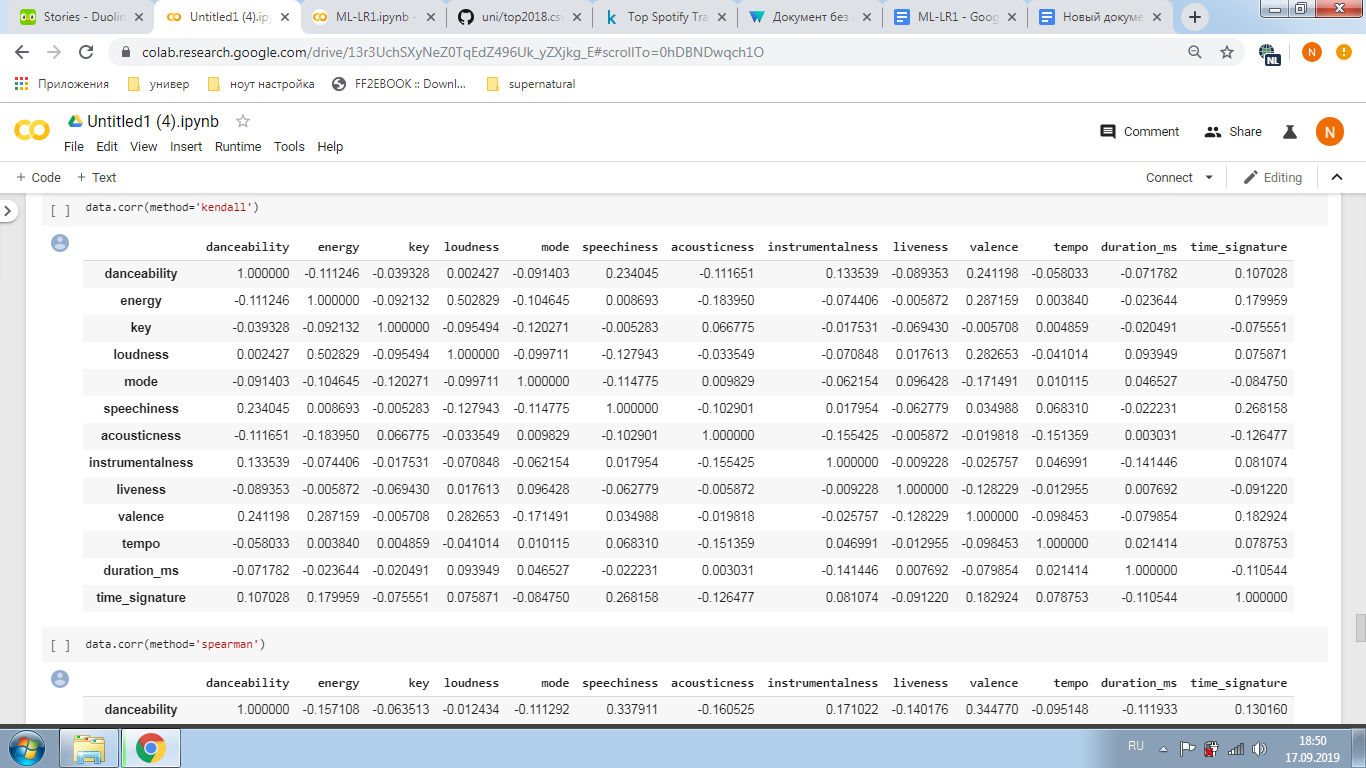 Stories - Duolin Untitled1 (4).ipy ML-LR1.ipynb - uni/top2018.cs Top Spotify Tra Документ без ML-LR1 - Goog Новый докуме
colab.research.google.com/drive/13r3UchSXyNeZ0TqEdZ496Uk_yZXjkg_E#scrollTo=0hDBNDwqch1O NL N
Приложения универ ноут настройка FF2EBOOK :: Downl... supernatural
Untitled1 (4).ipynb
File Edit View Insert Runtime Tools Help Comment Share N
+ Code + Text Connect Editing
[ ] data.corr(method='kendall')
danceability energy key loudness mode speechiness acousticness instrumentalness liveness valence tempo duration_ms time_signature
danceability 1.000000 -0.111246 -0.039328 0.002427 -0.091403 0.234045 -0.111651 0.133539 -0.089353 0.241198 -0.058033 -0.071782 0.107028
energy -0.111246 1.000000 -0.092132 0.502829 -0.104645 0.008693 -0.183950 -0.074406 -0.005872 0.287159 0.003840 -0.023644 0.179959
key -0.039328 -0.092132 1.000000 -0.095494 -0.120271 -0.005283 0.066775 -0.017531 -0.069430 -0.005708 0.004859 -0.020491 -0.075551
loudness 0.002427 0.502829 -0.095494 1.000000 -0.099711 -0.127943 -0.033549 -0.070848 0.017613 0.282653 -0.041014 0.093949 0.075871
mode -0.091403 -0.104645 -0.120271 -0.099711 1.000000 -0.114775 0.009829 -0.062154 0.096428 -0.171491 0.010115 0.046527 -0.084750
speechiness 0.234045 0.008693 -0.005283 -0.127943 -0.114775 1.000000 -0.102901 0.017954 -0.062779 0.034988 0.068310 -0.022231 0.268158
acousticness -0.111651 -0.183950 0.066775 -0.033549 0.009829 -0.102901 1.000000 -0.155425 -0.005872 -0.019818 -0.151359 0.003031 -0.126477
instrumentalness 0.133539 -0.074406 -0.017531 -0.070848 -0.062154 0.017954 -0.155425 1.000000 -0.009228 -0.025757 0.046991 -0.141446 0.081074
liveness -0.089353 -0.005872 -0.069430 0.017613 0.096428 -0.062779 -0.005872 -0.009228 1.000000 -0.128229 -0.012955 0.007692 -0.091220
valence 0.241198 0.287159 -0.005708 0.282653 -0.171491 0.034988 -0.019818 -0.025757 -0.128229 1.000000 -0.098453 -0.079854 0.182924
tempo -0.058033 0.003840 0.004859 -0.041014 0.010115 0.068310 -0.151359 0.046991 -0.012955 -0.098453 1.000000 0.021414 0.078753
duration_ms -0.071782 -0.023644 -0.020491 0.093949 0.046527 -0.022231 0.003031 -0.141446 0.007692 -0.079854 0.021414 1.000000 -0.110544
time_signature 0.107028 0.179959 -0.075551 0.075871 -0.084750 0.268158 -0.126477 0.081074 -0.091220 0.182924 0.078753 -0.110544 1.000000
[ ] data.corr(method='spearman')
danceability energy key loudness mode speechiness acousticness instrumentalness liveness valence tempo duration_ms time_signature
danceability 1.000000 -0.157108 -0.063513 -0.012434 -0.111292 0.337911 -0.160525 0.171022 -0.140176 0.344770 -0.095148 -0.111933 0.130160
RU 18:50
17.09.2019